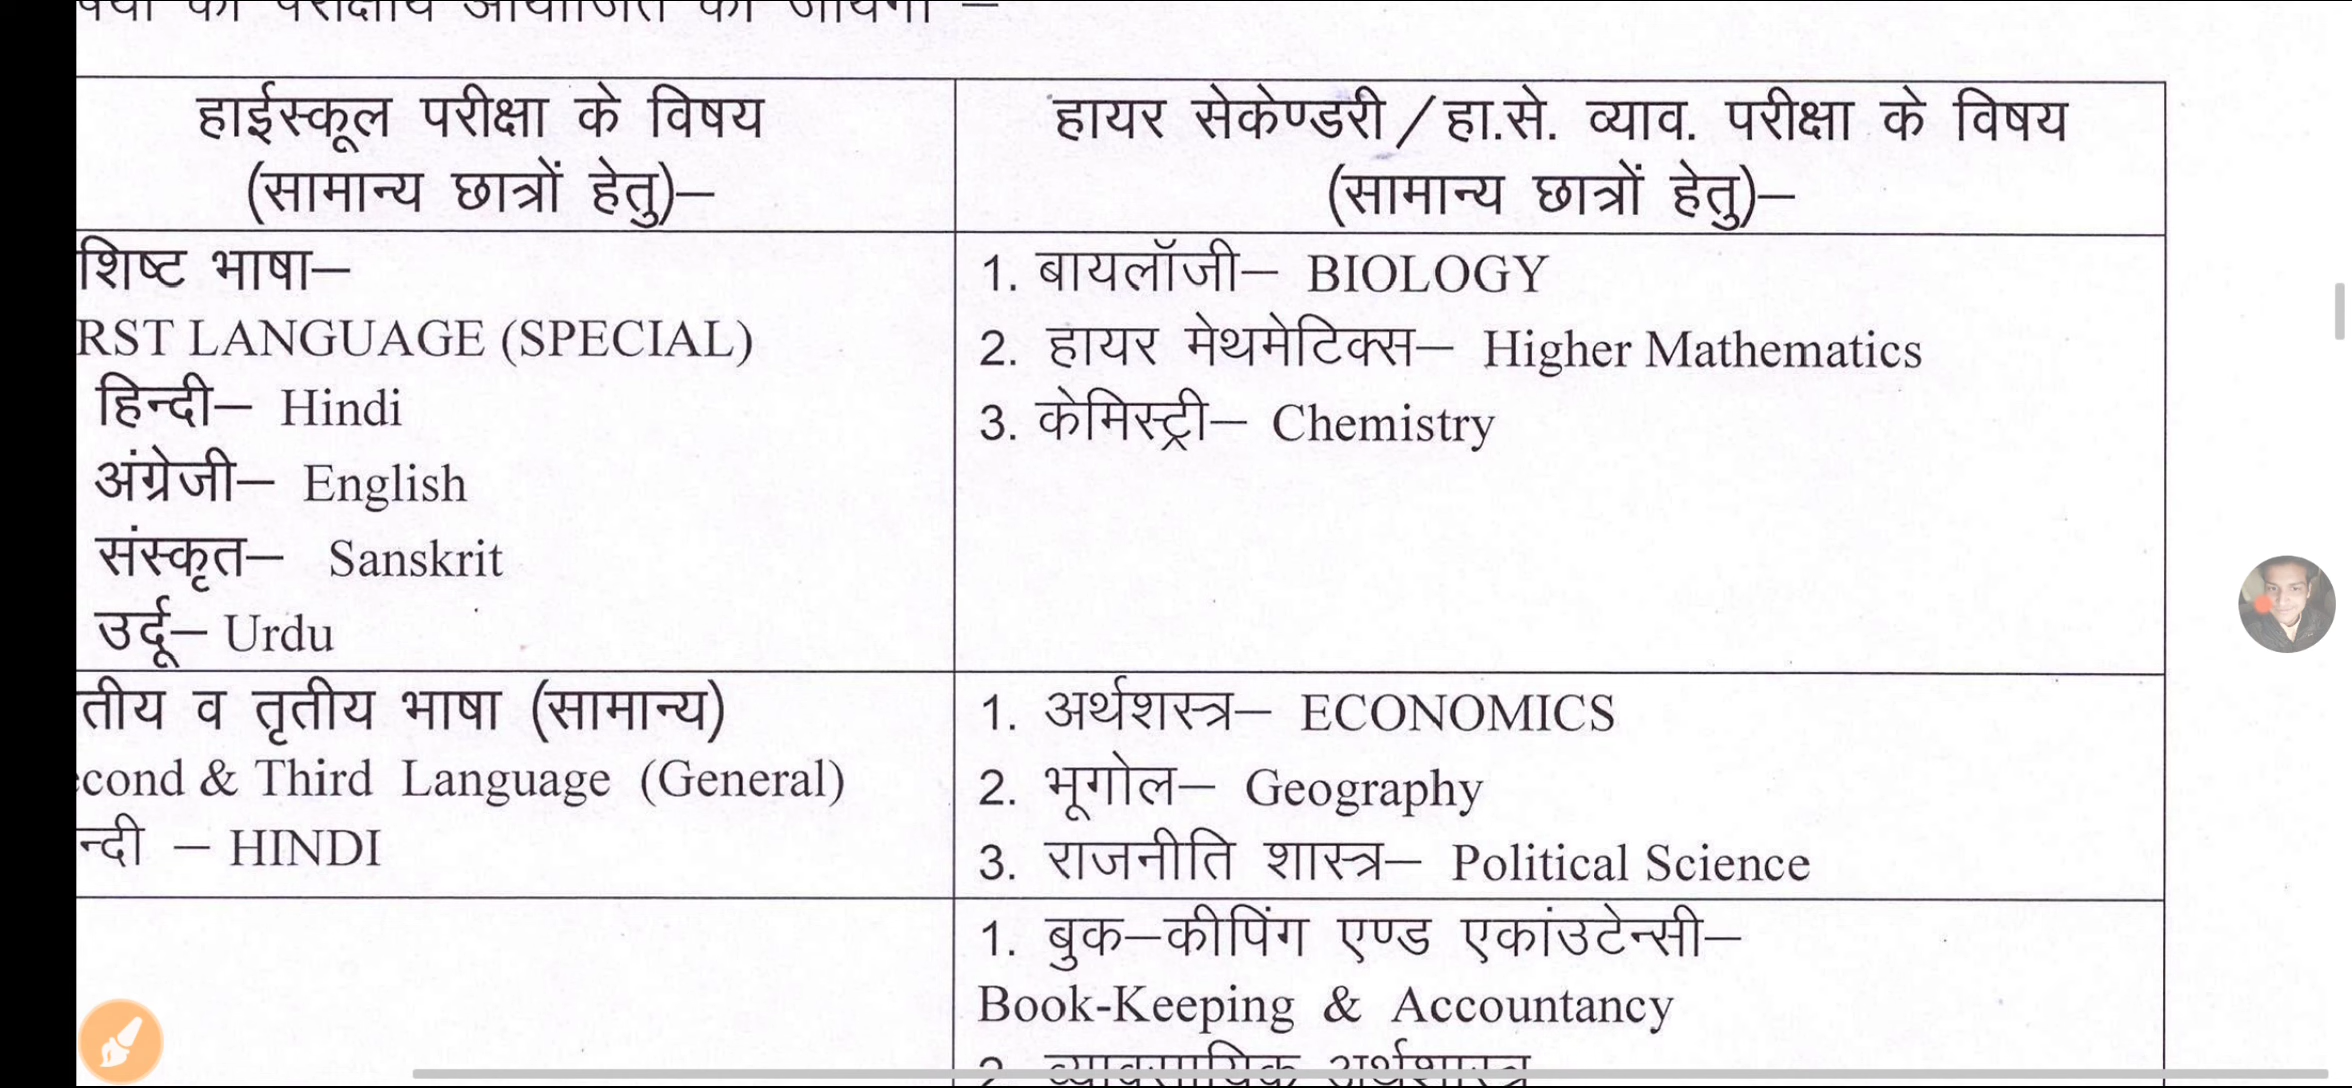 हाईस्कूल परीक्षा के विषय
(सामान्य छात्रों हेतु)–
हायर सेकेण्डरी / हा.से. व्याव. परीक्षा के विषय
(सामान्य छात्रों हेतु)–
शिष्ट भाषा–
RST LANGUAGE (SPECIAL)
हिन्दी– Hindi
अंग्रेजी– English
संस्कृत– Sanskrit
उर्दू– Urdu
1. बायलॉजी– BIOLOGY
2. हायर मेथमेटिक्स– Higher Mathematics
3. केमिस्ट्री– Chemistry
तीय व तृतीय भाषा (सामान्य)
cond & Third Language (General)
न्दी – HINDI
1. अर्थशस्त्र– ECONOMICS
2. भूगोल– Geography
3. राजनीति शास्त्र– Political Science
1. बुक–कीपिंग एण्ड एकांउटेन्सी–
Book-Keeping & Accountancy